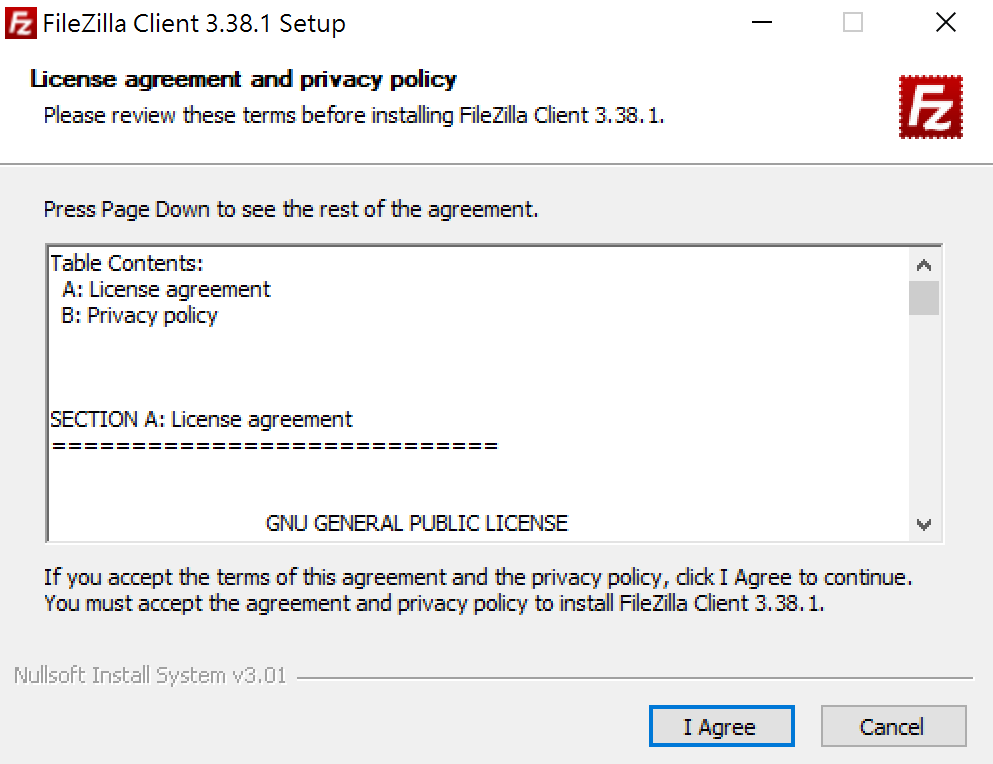 FileZilla Client 3.38.1 Setup
License agreement and privacy policy
Please review these terms before installing FileZilla Client 3.38.1.
Press Page Down to see the rest of the agreement.
Table Contents:
A: License agreement
B: Privacy policy
SECTION A: License agreement
============================
GNU GENERAL PUBLIC LICENSE
If you accept the terms of this agreement and the privacy policy, click I Agree to continue.
You must accept the agreement and privacy policy to install FileZilla Client 3.38.1.
Nullsoft Install System v3.01
I Agree
Cancel